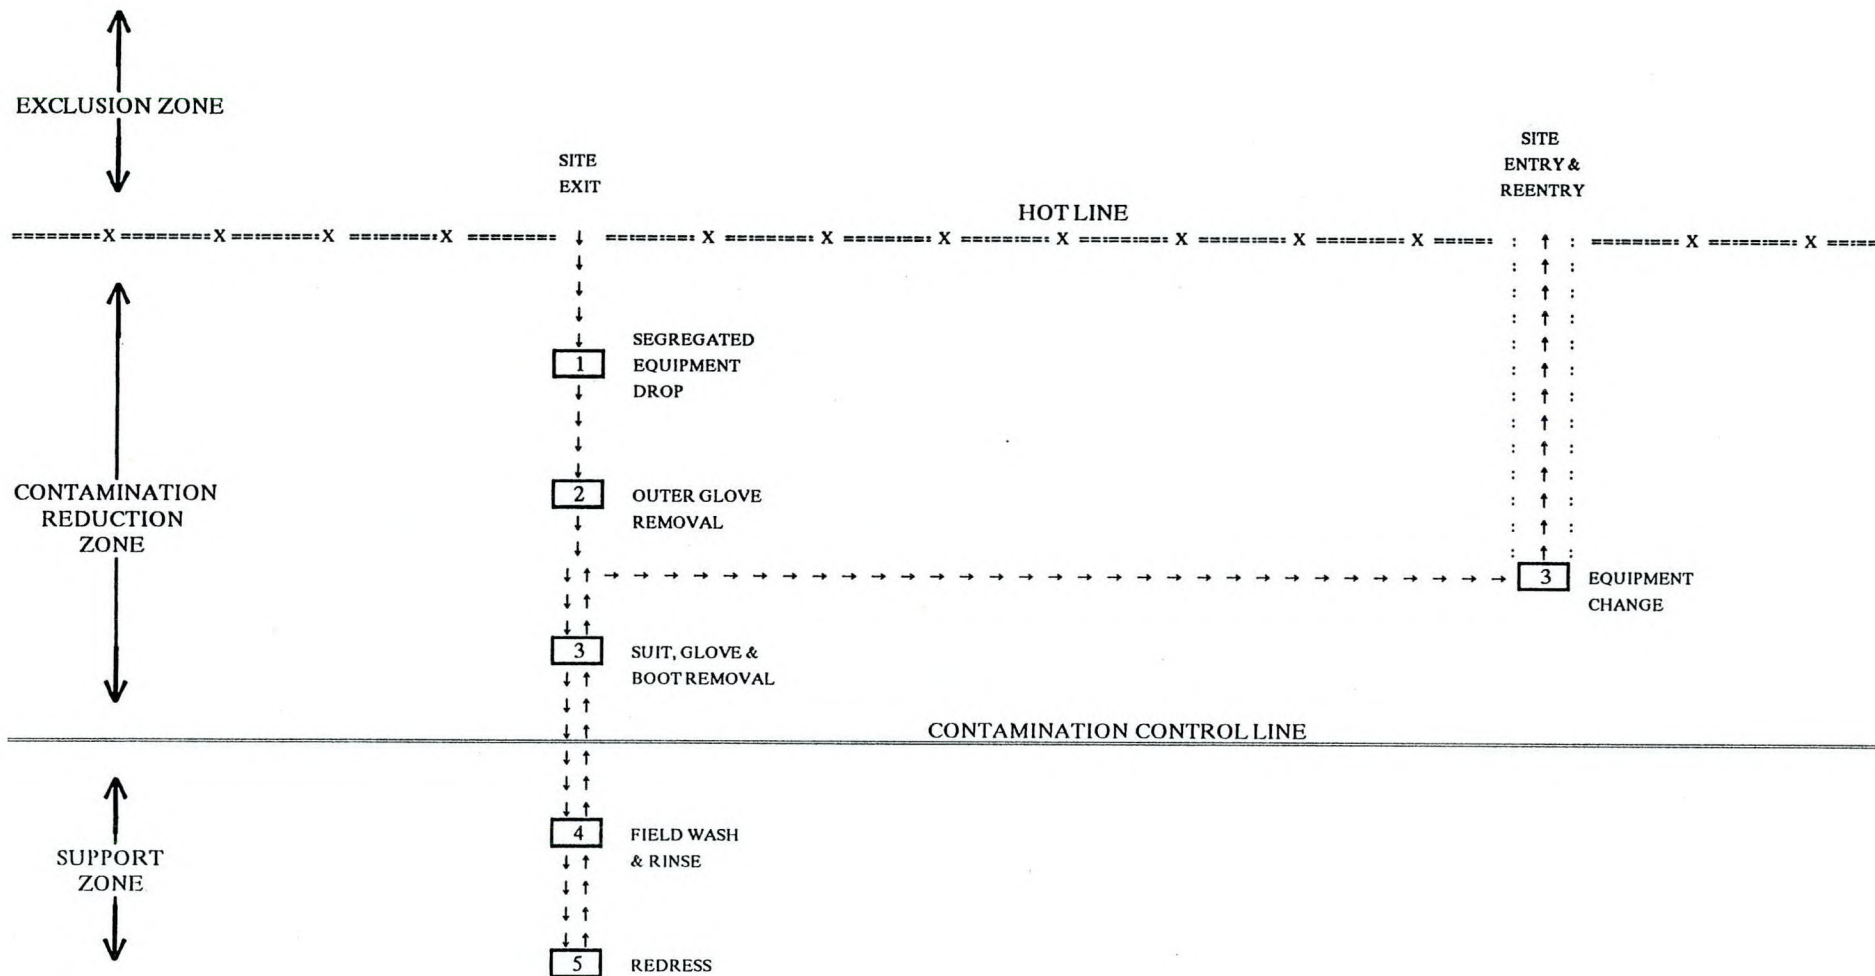 EXCLUSION ZONE
SITE
EXIT
SITE
ENTRY &
REENTRY
HOT LINE
=======X =======X =======X =======X ======= ======= X ======= X ======= X ======= X ======= X ======= X ======= X ===== ======= X ======= X ====
1
SEGREGATED
EQUIPMENT
DROP
CONTAMINATION
REDUCTION
ZONE
2
OUTER GLOVE
REMOVAL
3
EQUIPMENT
CHANGE
3
SUIT, GLOVE &
BOOT REMOVAL
CONTAMINATION CONTROL LINE
SUPPORT
ZONE
4
FIELD WASH
& RINSE
5
REDRESS